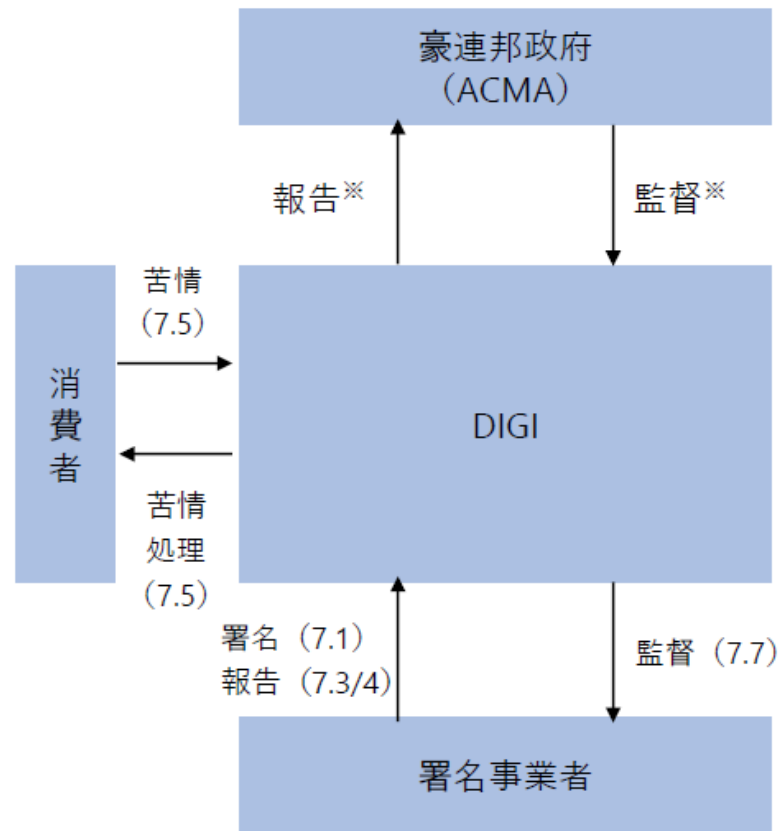 豪連邦政府
（ACMA）
報告※
監督※
苦情
（7.5）
消費者
DIGI
苦情
処理
（7.5）
署名（7.1）
報告（7.3/4）
監督（7.7）
署名事業者